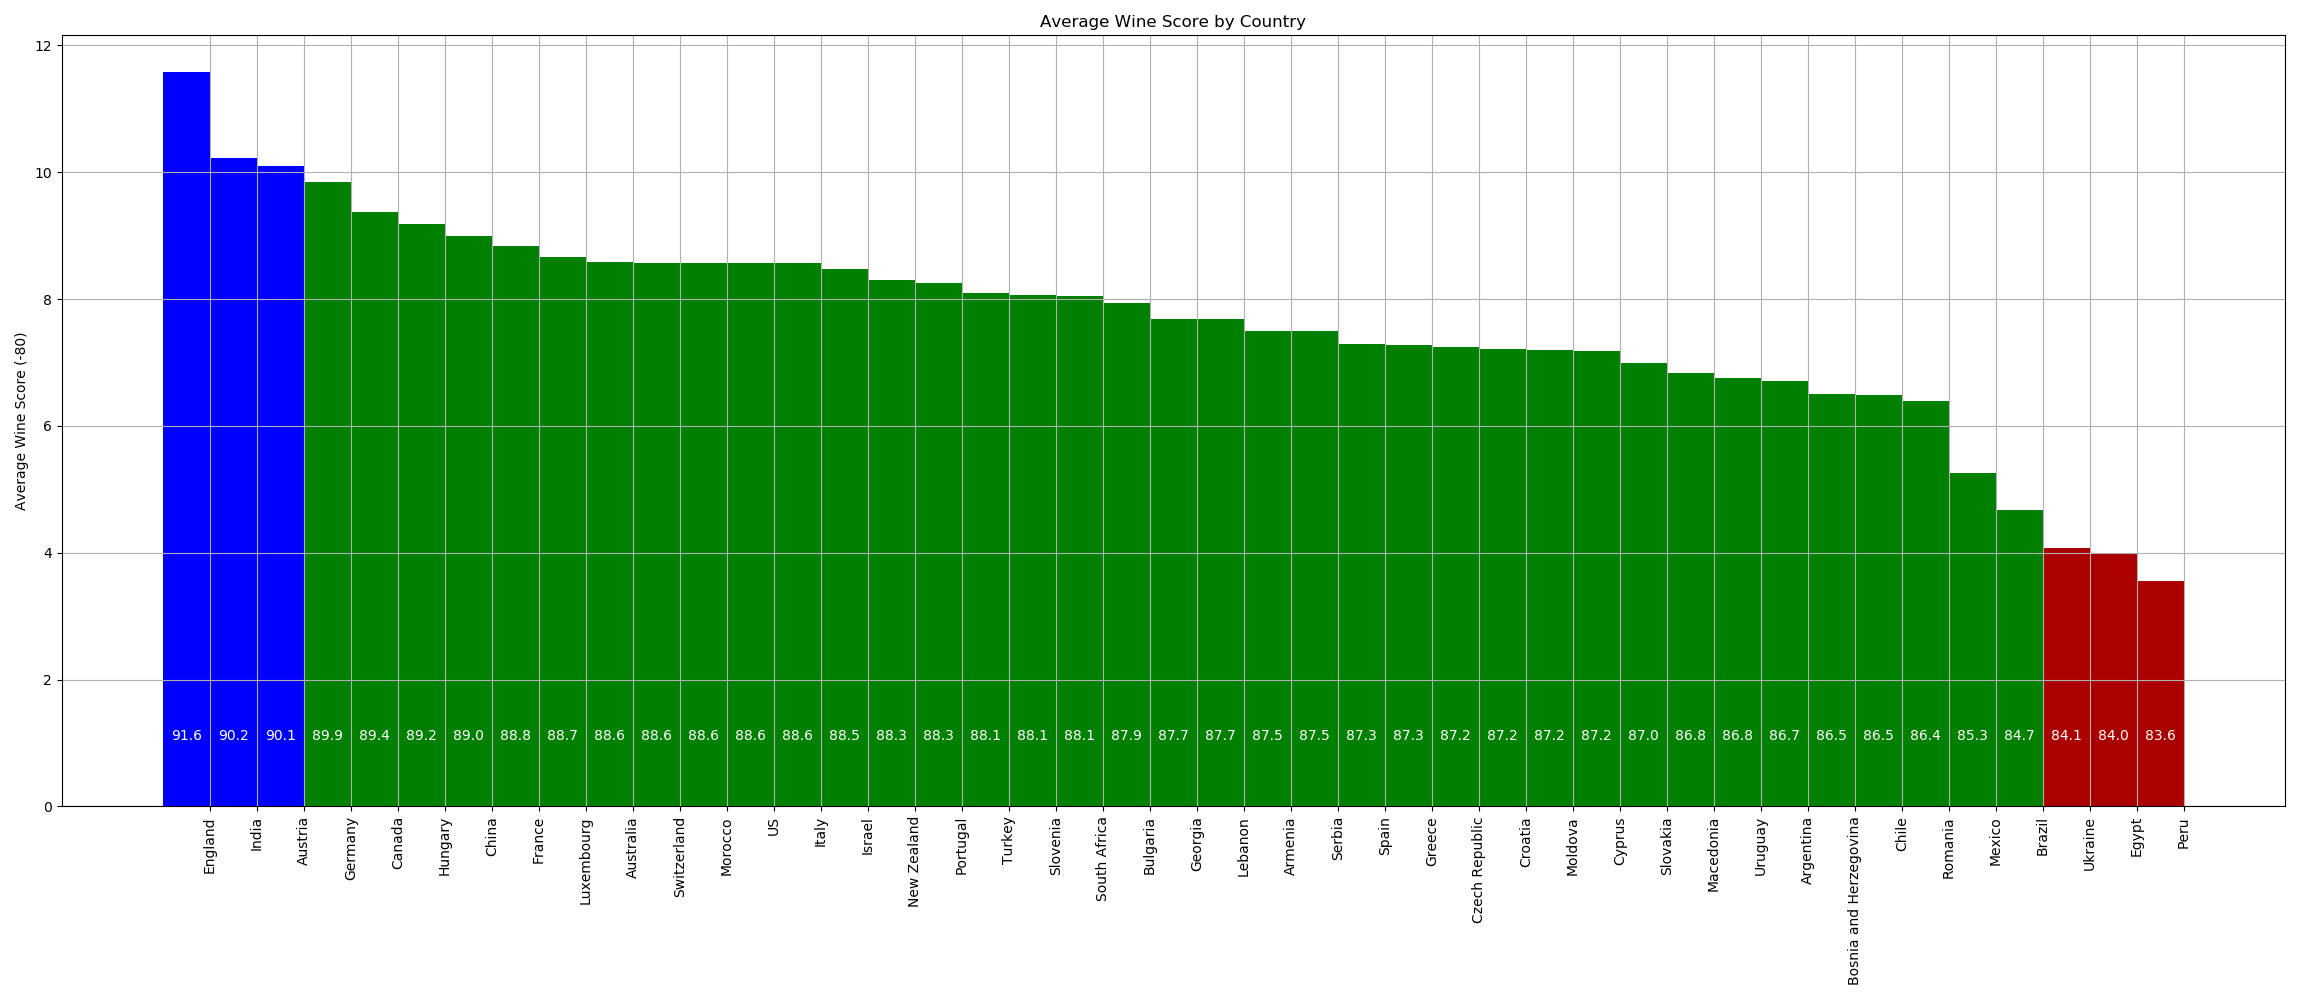 Average Wine Score by Country
Average Wine Score (-80)
12
10
8
6
4
2
0
91.6 90.2 90.1 89.9 89.4 89.2 89.0 88.8 88.7 88.6 88.6 88.6 88.6 88.6 88.5 88.3 88.3 88.1 88.1 88.1 87.9 87.7 87.7 87.5 87.5 87.3 87.3 87.2 87.2 87.2 87.2 87.0 86.8 86.8 86.7 86.5 86.5 86.4 85.3 84.7 84.1 84.0 83.6
England
India
Austria
Germany
Canada
Hungary
China
France
Luxembourg
Australia
Switzerland
Morocco
US
Italy
Israel
New Zealand
Portugal
Turkey
Slovenia
South Africa
Bulgaria
Georgia
Lebanon
Armenia
Serbia
Spain
Greece
Czech Republic
Croatia
Moldova
Cyprus
Slovakia
Macedonia
Uruguay
Argentina
Bosnia and Herzegovina
Chile
Romania
Mexico
Brazil
Ukraine
Egypt
Peru